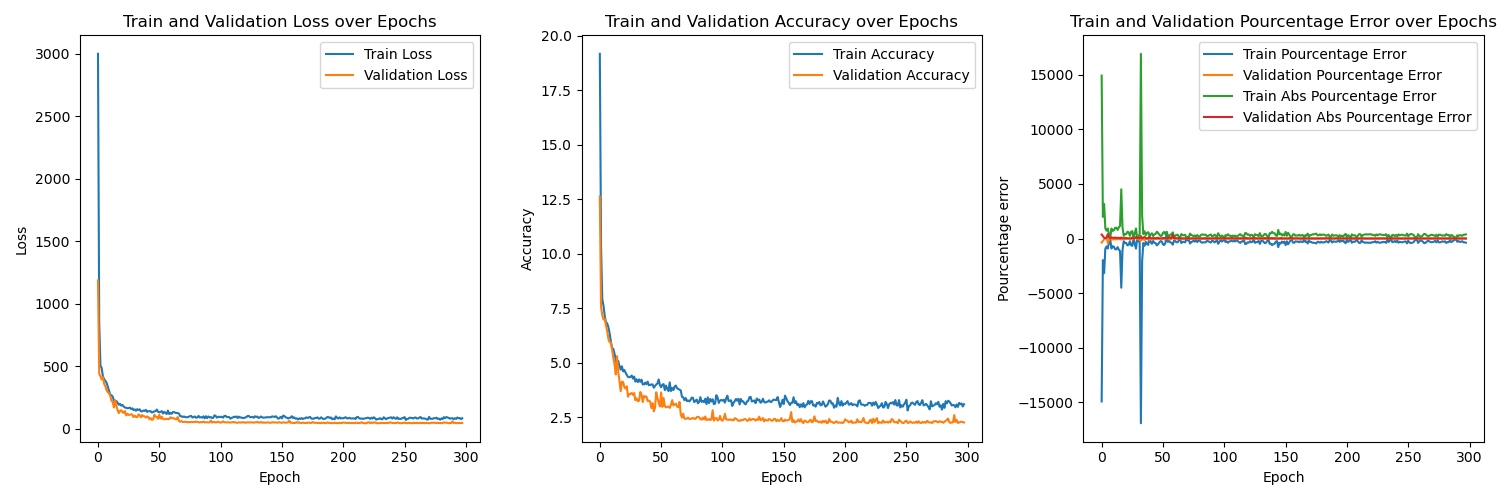 Train and Validation Loss over Epochs
Train Loss
Validation Loss
3000
2500
2000
1500
1000
500
0
Loss
0 50 100 150 200 250 300
Epoch
Train and Validation Accuracy over Epochs
Train Accuracy
Validation Accuracy
20.0
17.5
15.0
12.5
10.0
7.5
5.0
2.5
Accuracy
0 50 100 150 200 250 300
Epoch
Train and Validation Pourcentage Error over Epochs
Train Pourcentage Error
Validation Pourcentage Error
Train Abs Pourcentage Error
Validation Abs Pourcentage Error
15000
10000
5000
0
−5000
−10000
−15000
Pourcentage error
0 50 100 150 200 250 300
Epoch